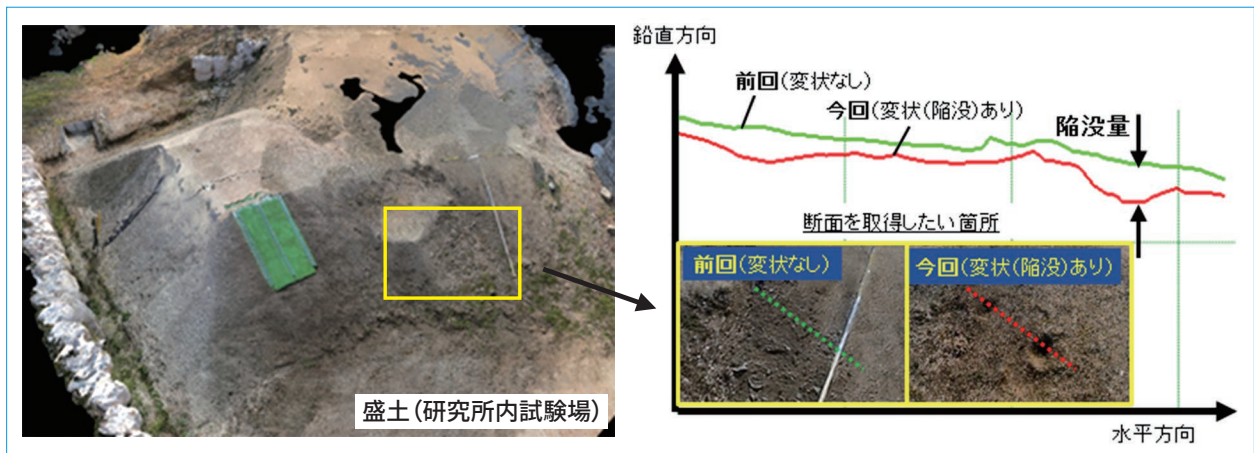 盛土(研究所内試験場)
鉛直方向
前回(変状なし)
今回(変状(陥没)あり)
陥没量
断面を取得したい箇所
前回(変状なし)
今回(変状(陥没)あり)
水平方向